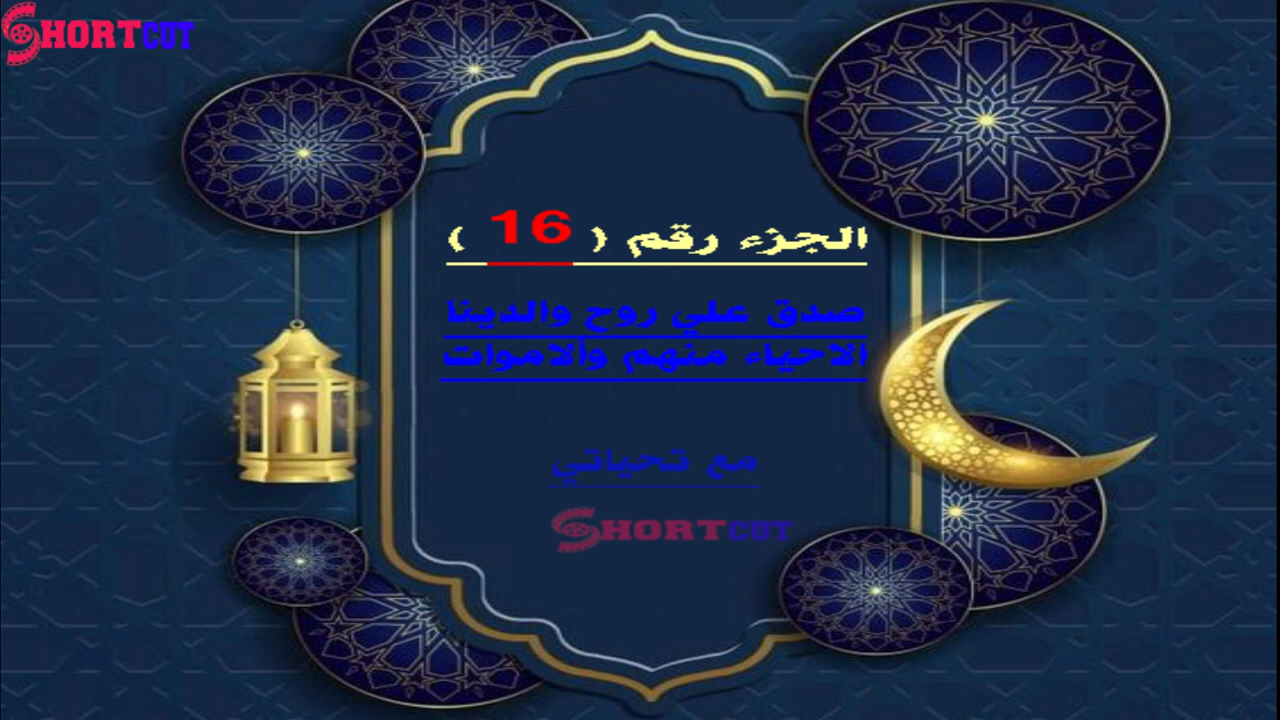 SHORTCUT
الجزء رقم ( 16 )
صدق علي روح والدينا
الاحياء منهم والاموات
مع تحياتي
SHORTCUT